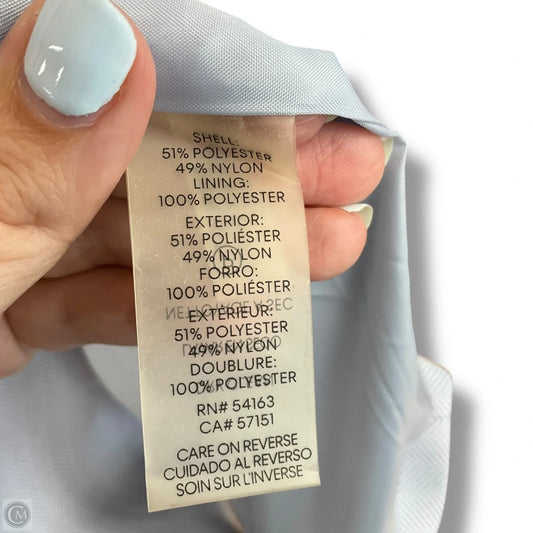 SHELL:
51% POLYESTER
49% NYLON
LINING:
100% POLYESTER
EXTERIOR:
51% POLIÉSTER
49% NYLON
FORRO:
100% POLIÉSTER
EXTÉRIEUR:
51% POLYESTER
49% NYLON
DOUBLURE:
100% POLYESTER
RN# 54163
CA# 57151
CARE ON REVERSE
CUIDADO AL REVERSO
SOIN SUR L'INVERSE